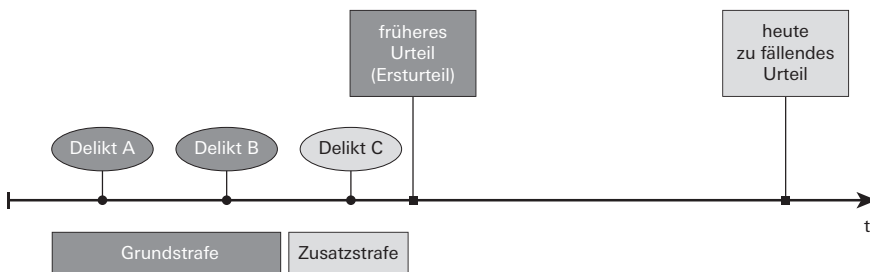 früheres
Urteil
(Ersturteil)
heute
zu fällendes
Urteil
Delikt A
Delikt B
Delikt C
t
Grundstrafe
Zusatzstrafe